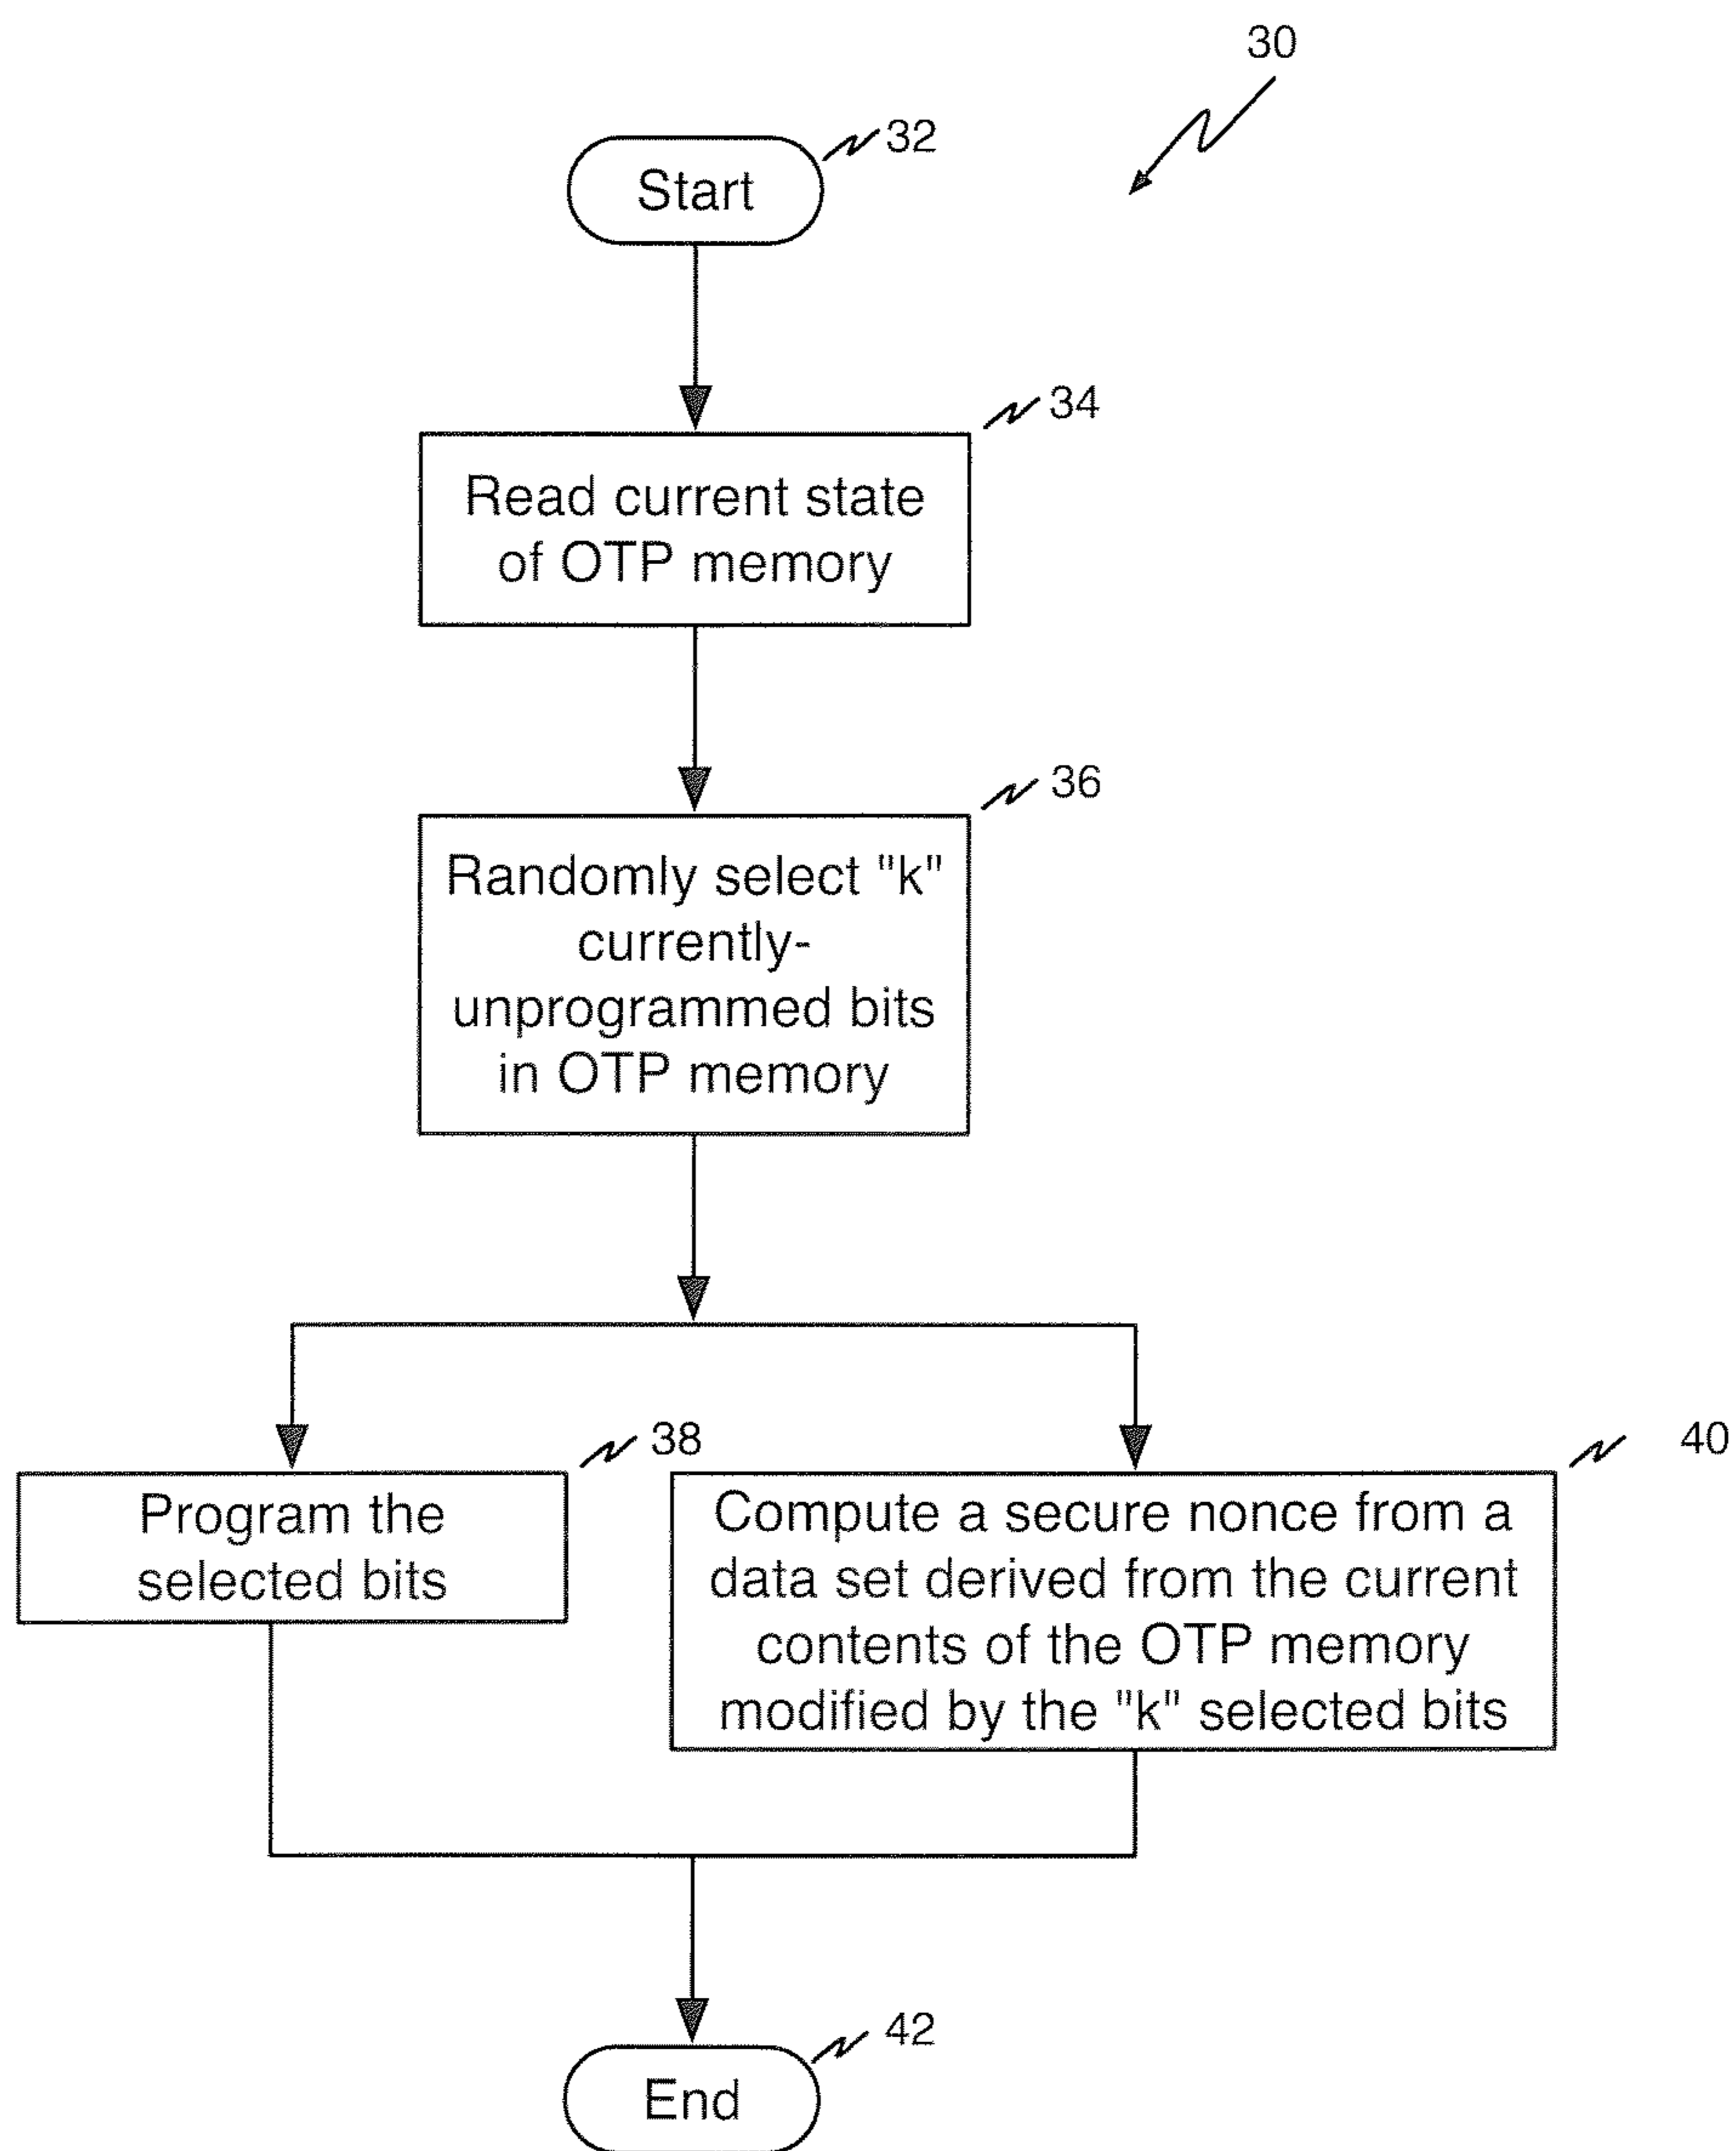 30
32
Start
34
Read current state
of OTP memory
36
Randomly select "k"
currently-
unprogrammed bits
in OTP memory
38
Program the
selected bits
40
Compute a secure nonce from a
data set derived from the current
contents of the OTP memory
modified by the "k" selected bits
42
End